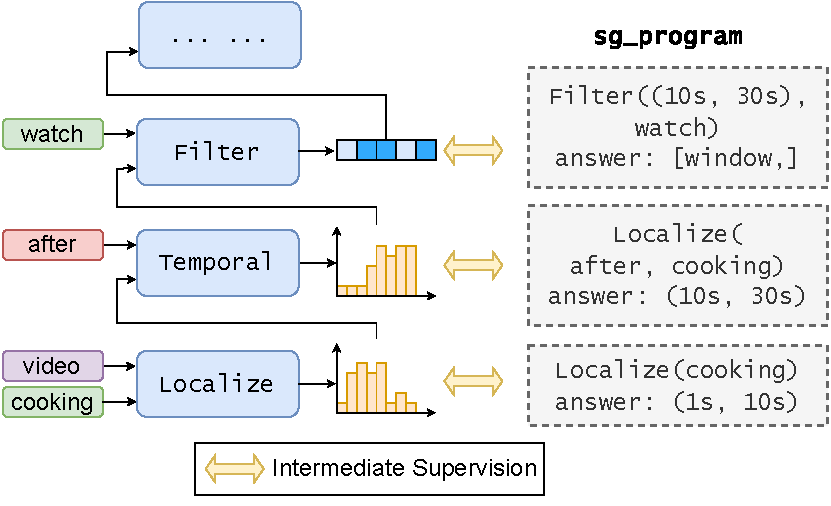 ... ...
sg_program
watch
Filter
Filter((10s, 30s),
watch)
answer: [window,]
after
Temporal
Localize(
after, cooking)
answer: (10s, 30s)
video
cooking
Localize
Localize(cooking)
answer: (1s, 10s)
Intermediate Supervision